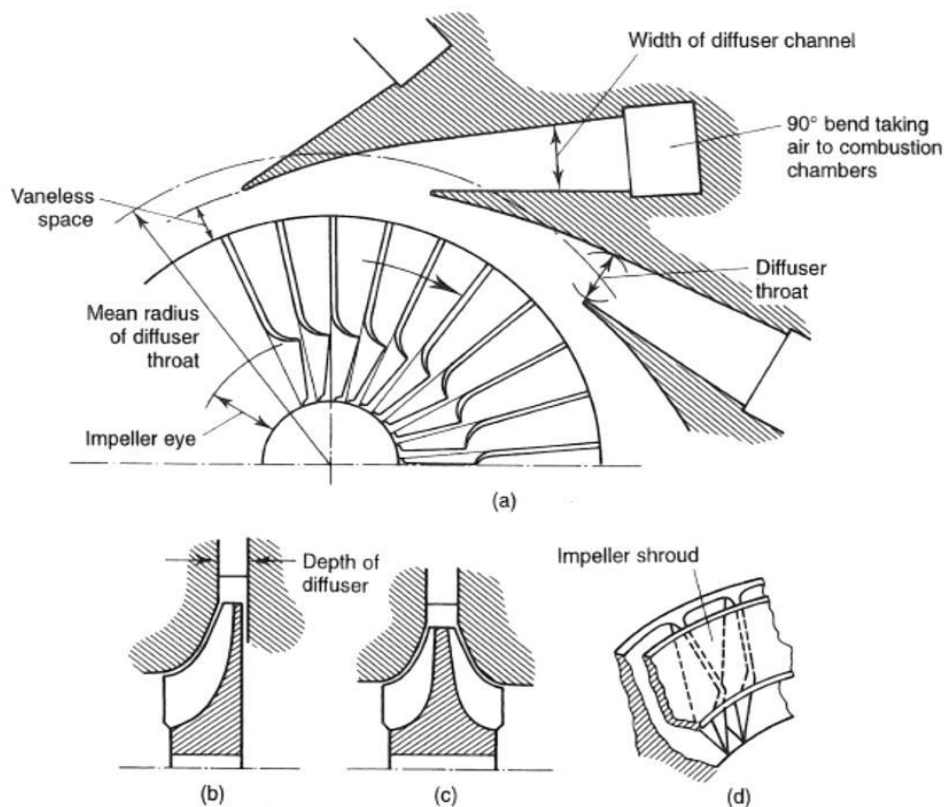 Width of diffuser channel
90° bend taking
air to combustion
chambers
Vaneless
space
Diffuser
throat
Mean radius
of diffuser
throat
Impeller eye
(a)
Depth of
diffuser
Impeller shroud
(b)
(c)
(d)